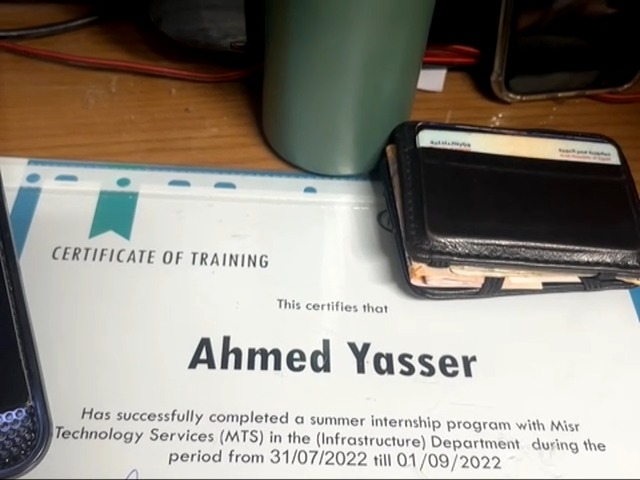 CERTIFICATE OF TRAINING
This certifies that
Ahmed Yasser
Has successfully completed a summer internship program with Misr
Technology Services (MTS) in the (Infrastructure) Department during the
period from 31/07/2022 till 01/09/2022